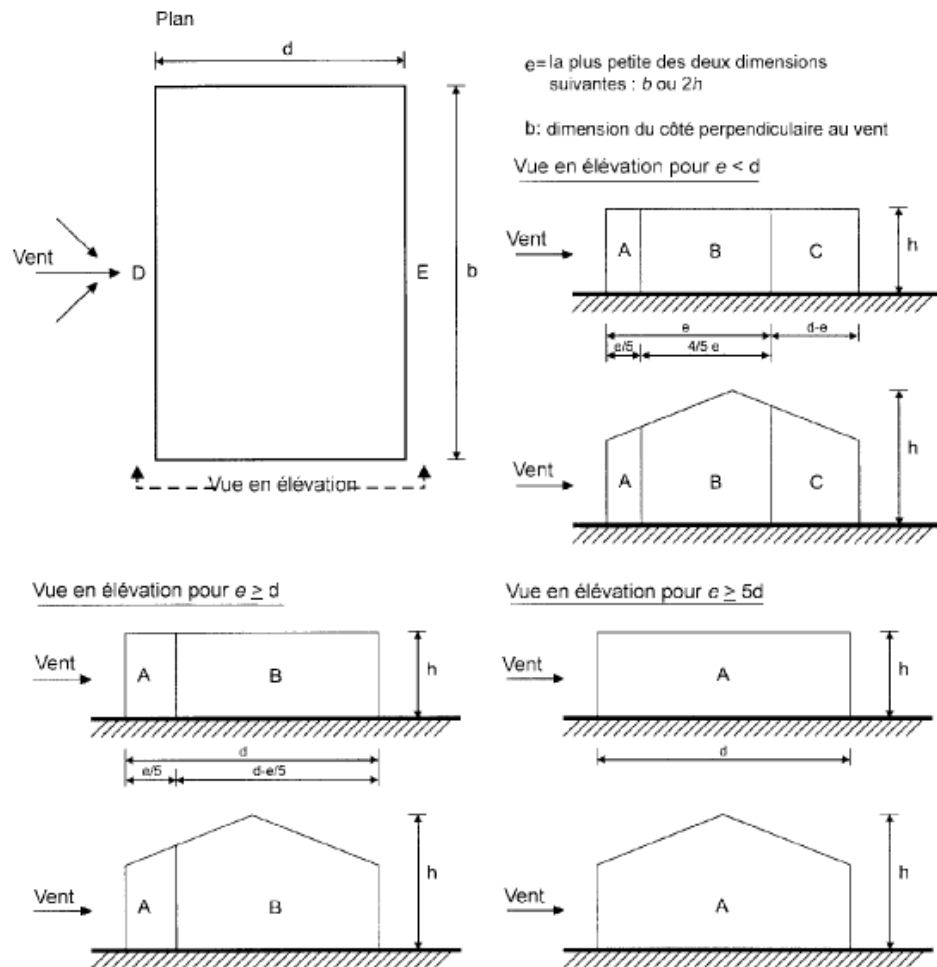 Plan
d
e= la plus petite des deux dimensions
suivantes : b ou 2h
b: dimension du côté perpendiculaire au vent
Vue en élévation pour e < d
Vent
D
E
b
Vue en élévation
Vent
A
B
C
h
e
d-e
e/5
4/5 e
Vent
A
B
C
h
Vue en élévation pour e ≥ d
Vent
A
B
h
d
e/5
d-e/5
Vent
A
B
h
Vue en élévation pour e ≥ 5d
Vent
A
h
d
Vent
A
h